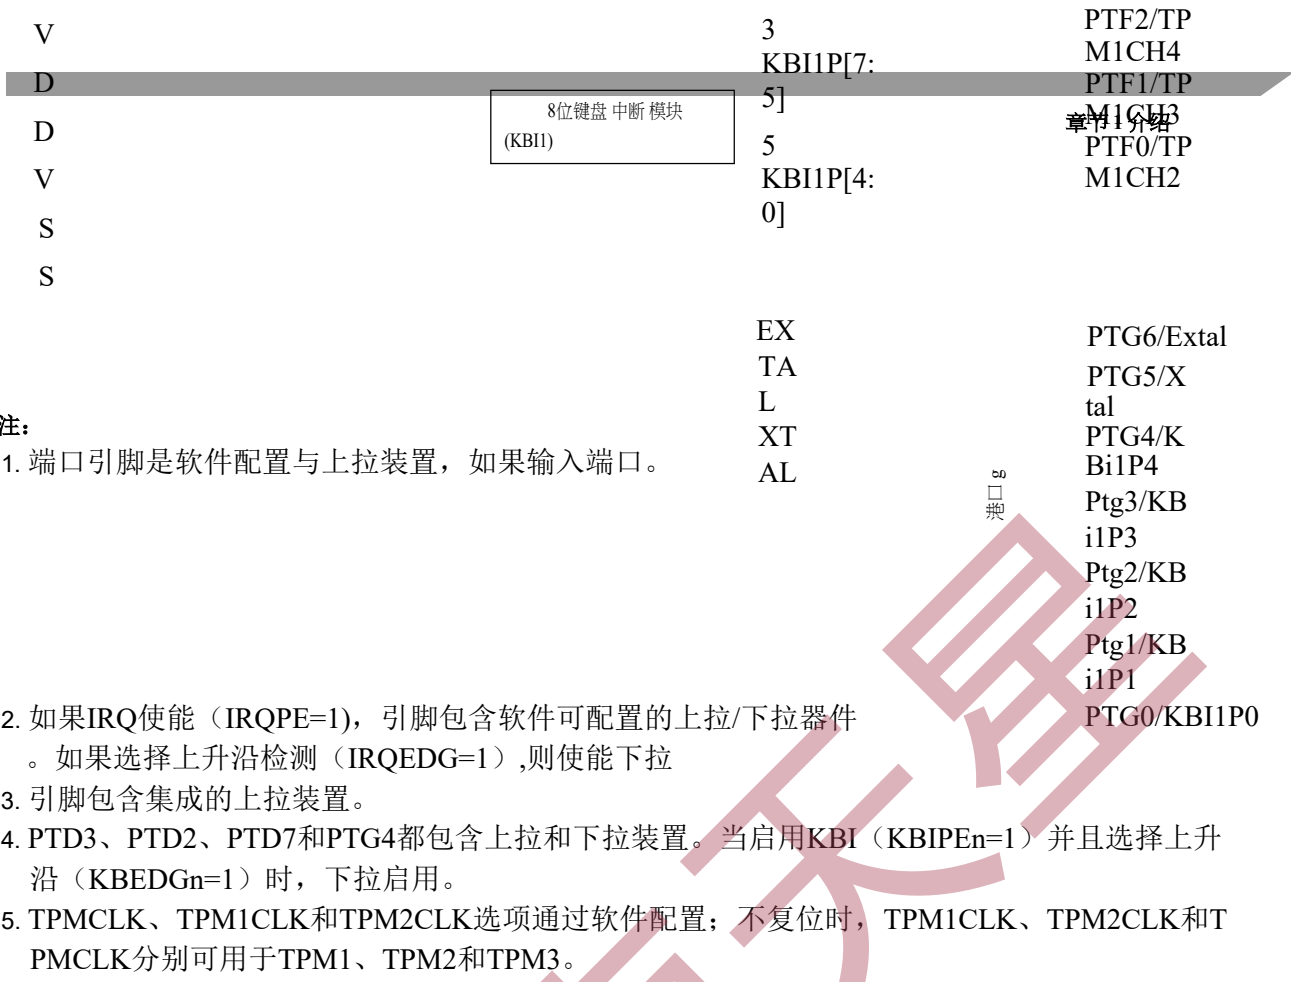 V
D
D
V
S
S
8位键盘 中断 模块
(KBI1)
3
KBI1P[7:
5]
5
KBI1P[4:
0]
PTF2/TP
M1CH4
PTF1/TP
M1CH3
章节1介绍
PTF0/TP
M1CH2
EX
TA
L
XT
AL
港口 g
PTG6/Extal
PTG5/X
tal
PTG4/K
Bi1P4
Ptg3/KB
i1P3
Ptg2/KB
i1P2
Ptg1/KB
i1P1
PTG0/KBI1P0
注：
1. 端口引脚是软件配置与上拉装置，如果输入端口。
2. 如果IRQ使能（IRQPE=1)，引脚包含软件可配置的上拉/下拉器件
。如果选择上升沿检测（IRQEDG=1）,则使能下拉
3. 引脚包含集成的上拉装置。
4. PTD3、PTD2、PTD7和PTG4都包含上拉和下拉装置。当启用KBI（KBIPEn=1）并且选择上升
沿（KBEDGn=1）时，下拉启用。
5. TPMCLK、TPM1CLK和TPM2CLK选项通过软件配置；不复位时，TPM1CLK、TPM2CLK和T
PMCLK分别可用于TPM1、TPM2和TPM3。
天星